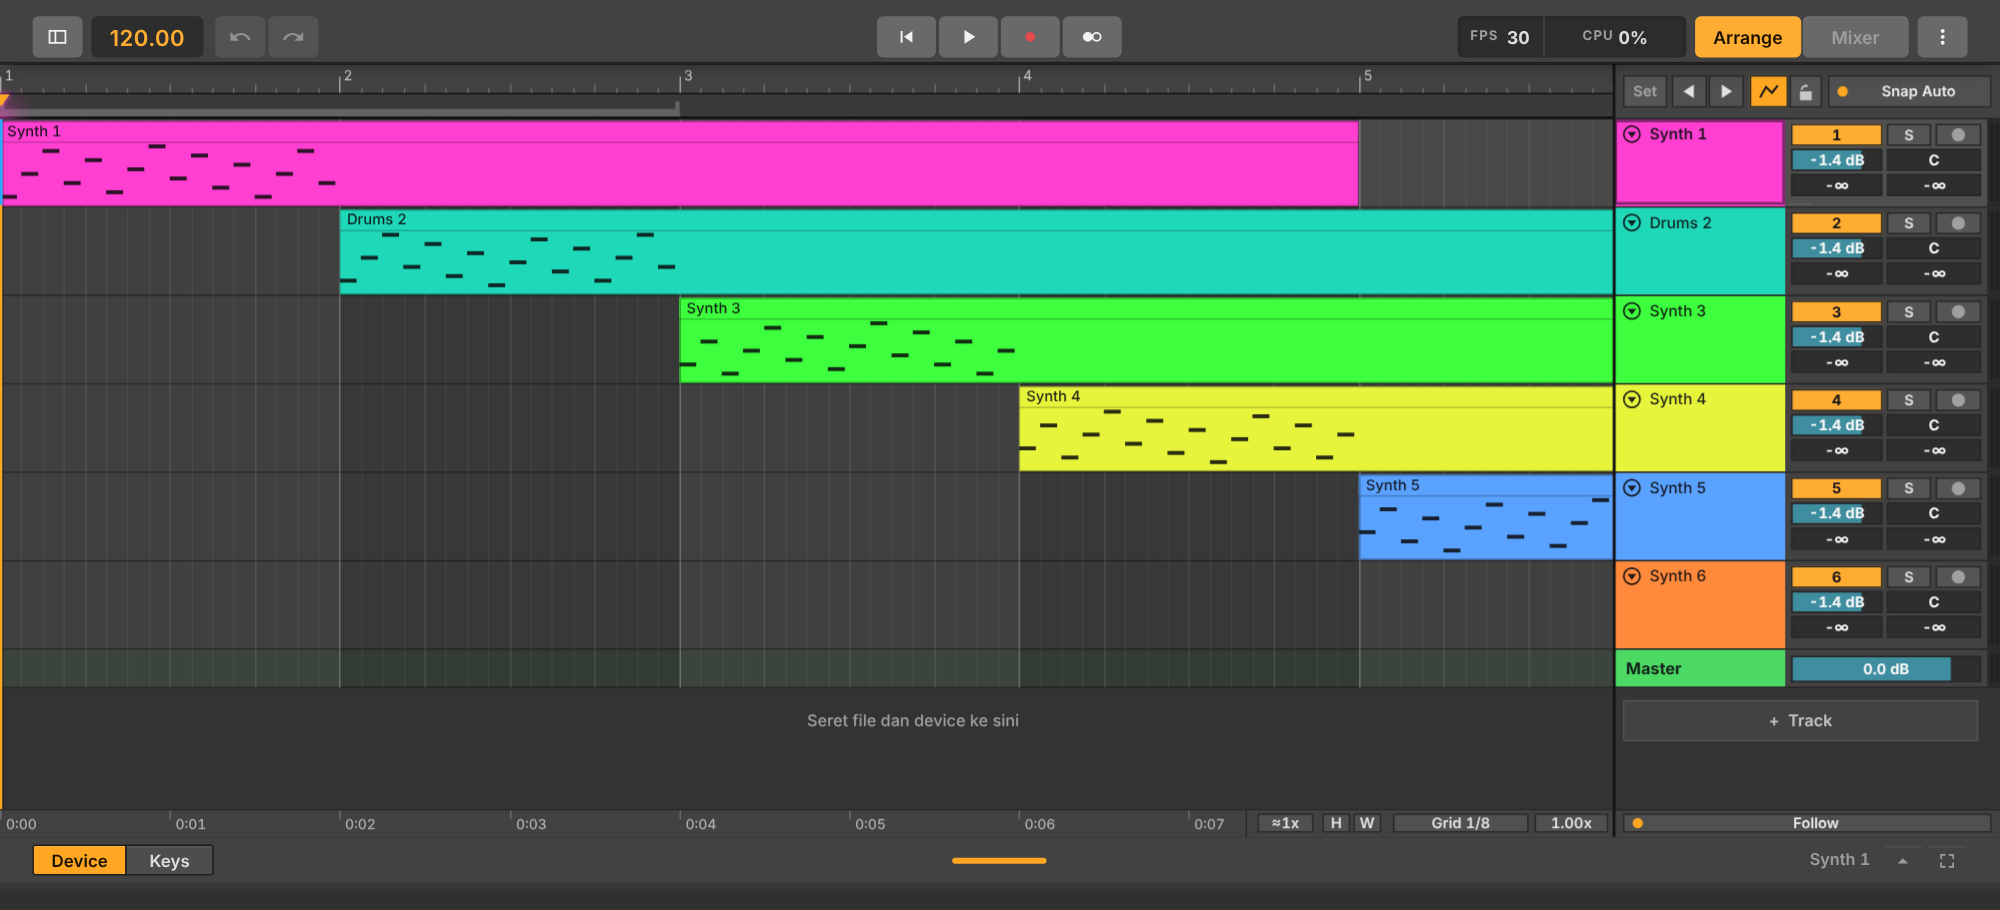 120.00
FPS 30 CPU 0% Arrange Mixer
1 2 3 4 5
Set Snap Auto
Synth 1
Drums 2
Synth 3
Synth 4
Synth 5
Synth 1 1 S
-1.4 dB C
-∞ -∞
Drums 2 2 S
-1.4 dB C
-∞ -∞
Synth 3 3 S
-1.4 dB C
-∞ -∞
Synth 4 4 S
-1.4 dB C
-∞ -∞
Synth 5 5 S
-1.4 dB C
-∞ -∞
Synth 6 6 S
-1.4 dB C
-∞ -∞
Master 0.0 dB
Seret file dan device ke sini
+ Track
0:00 0:01 0:02 0:03 0:04 0:05 0:06 0:07 ≈1x H W Grid 1/8 1.00x Follow
Device Keys Synth 1